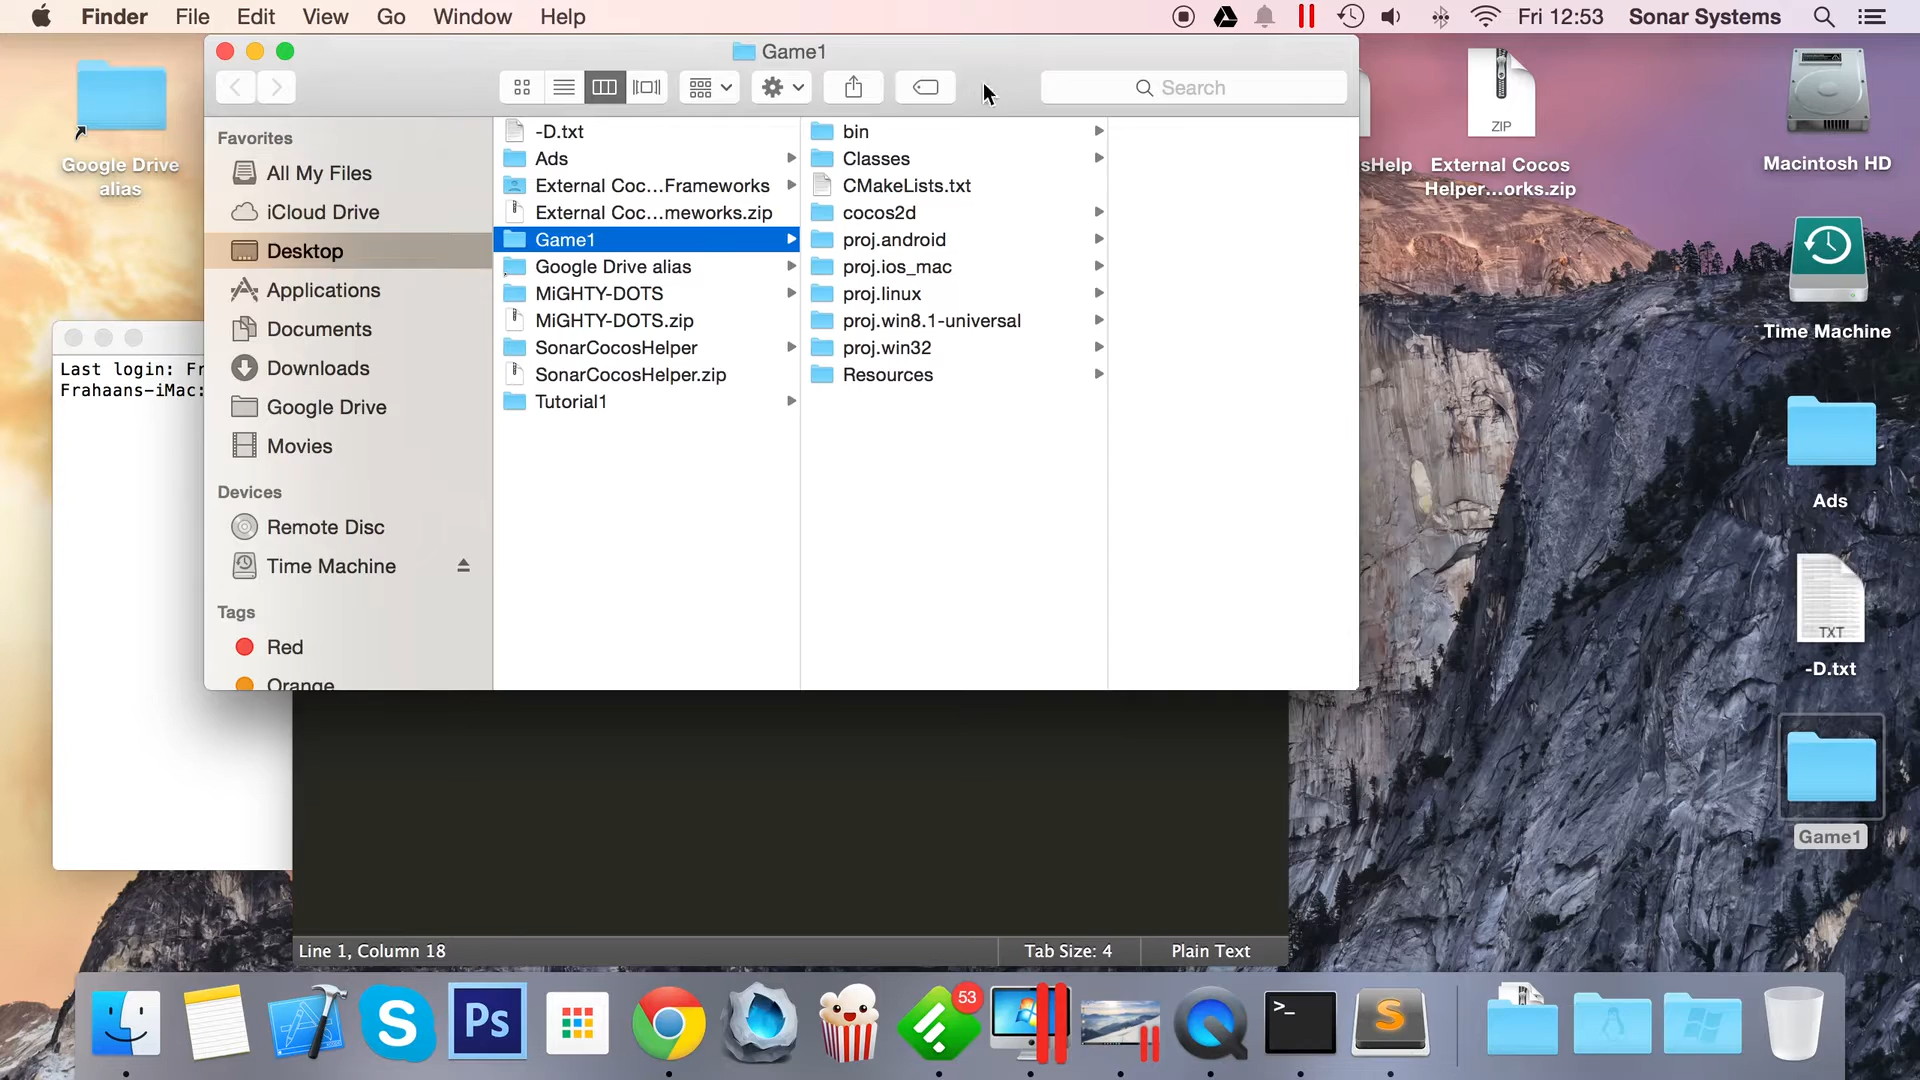 Finder File Edit View Go Window Help Fri 12:53 Sonar Systems
Game1
Search
Google Drive
alias
Last login: Fr
Frahaans-iMac:
Favorites
All My Files
iCloud Drive
Desktop
Applications
Documents
Downloads
Google Drive
Movies
Devices
Remote Disc
Time Machine
Tags
Red
Orange
-D.txt
Ads
External Coc...Frameworks
External Coc...meworks.zip
Game1
Google Drive alias
MiGHTY-DOTS
MiGHTY-DOTS.zip
SonarCocosHelper
SonarCocosHelper.zip
Tutorial1
bin
Classes
CMakeLists.txt
cocos2d
proj.android
proj.ios_mac
proj.linux
proj.win8.1-universal
proj.win32
Resources
ZIP
sHelp
External Cocos
Helper...orks.zip
Macintosh HD
Time Machine
Ads
TXT
-D.txt
Game1
Line 1, Column 18 Tab Size: 4 Plain Text
S
Ps
53
>_
S